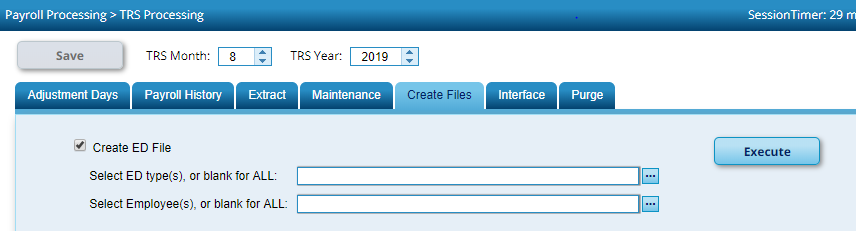 Payroll Processing > TRS Processing SessionTimer: 29 m
Save TRS Month: 8 TRS Year: 2019
Adjustment Days Payroll History Extract Maintenance Create Files Interface Purge
Create ED File
Execute
Select ED type(s), or blank for ALL: ...
Select Employee(s), or blank for ALL: ...